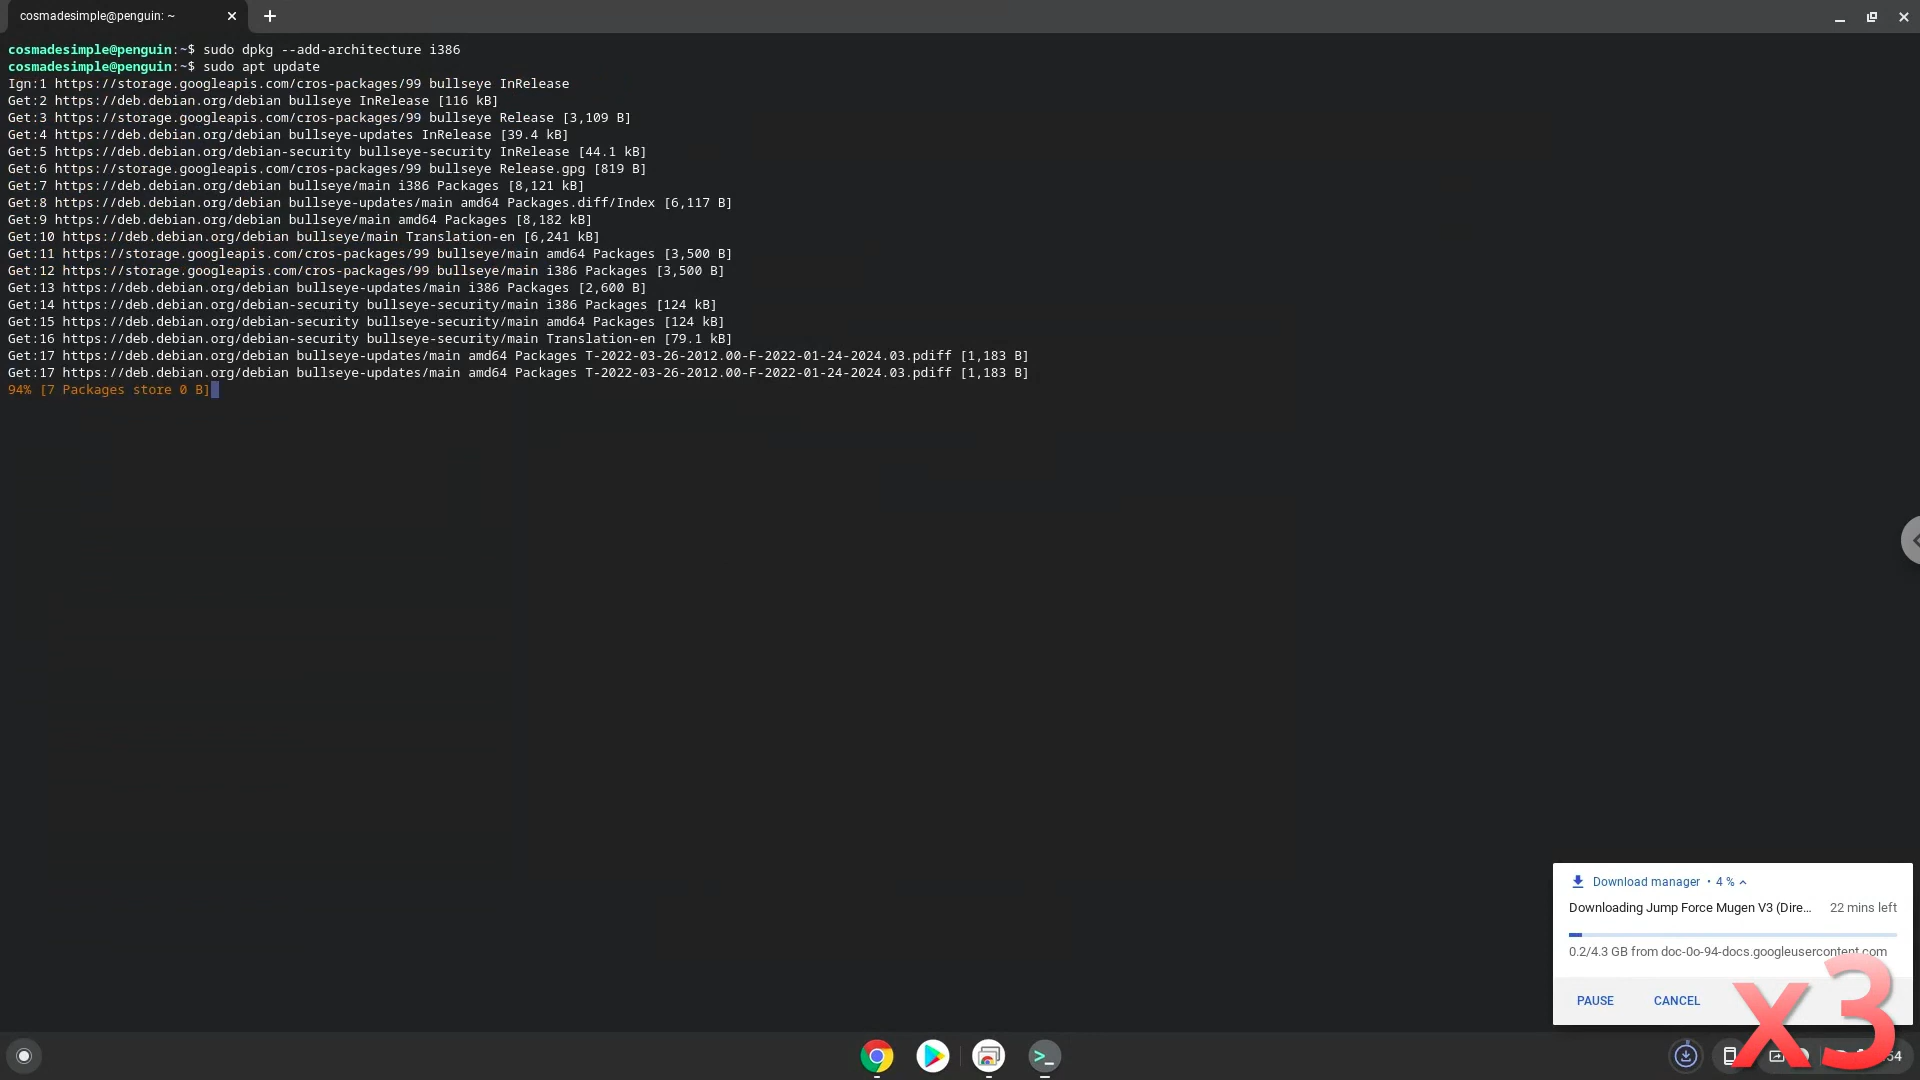 cosmadesimple@penguin: ~
cosmadesimple@penguin:~$ sudo dpkg --add-architecture i386
cosmadesimple@penguin:~$ sudo apt update
Ign:1 https://storage.googleapis.com/cros-packages/99 bullseye InRelease
Get:2 https://deb.debian.org/debian bullseye InRelease [116 kB]
Get:3 https://storage.googleapis.com/cros-packages/99 bullseye Release [3,109 B]
Get:4 https://deb.debian.org/debian bullseye-updates InRelease [39.4 kB]
Get:5 https://deb.debian.org/debian-security bullseye-security InRelease [44.1 kB]
Get:6 https://storage.googleapis.com/cros-packages/99 bullseye Release.gpg [819 B]
Get:7 https://deb.debian.org/debian bullseye/main i386 Packages [8,121 kB]
Get:8 https://deb.debian.org/debian bullseye-updates/main amd64 Packages.diff/Index [6,117 B]
Get:9 https://deb.debian.org/debian bullseye/main amd64 Packages [8,182 kB]
Get:10 https://deb.debian.org/debian bullseye/main Translation-en [6,241 kB]
Get:11 https://storage.googleapis.com/cros-packages/99 bullseye/main amd64 Packages [3,500 B]
Get:12 https://storage.googleapis.com/cros-packages/99 bullseye/main i386 Packages [3,500 B]
Get:13 https://deb.debian.org/debian bullseye-updates/main i386 Packages [2,600 B]
Get:14 https://deb.debian.org/debian-security bullseye-security/main i386 Packages [124 kB]
Get:15 https://deb.debian.org/debian-security bullseye-security/main amd64 Packages [124 kB]
Get:16 https://deb.debian.org/debian-security bullseye-security/main Translation-en [79.1 kB]
Get:17 https://deb.debian.org/debian bullseye-updates/main amd64 Packages T-2022-03-26-2012.00-F-2022-01-24-2024.03.pdiff [1,183 B]
Get:17 https://deb.debian.org/debian bullseye-updates/main amd64 Packages T-2022-03-26-2012.00-F-2022-01-24-2024.03.pdiff [1,183 B]
94% [7 Packages store 0 B]
Download manager • 4 %
Downloading Jump Force Mugen V3 (Dire... 22 mins left
0.2/4.3 GB from doc-0o-94-docs.googleusercontent.com
PAUSE CANCEL
x3